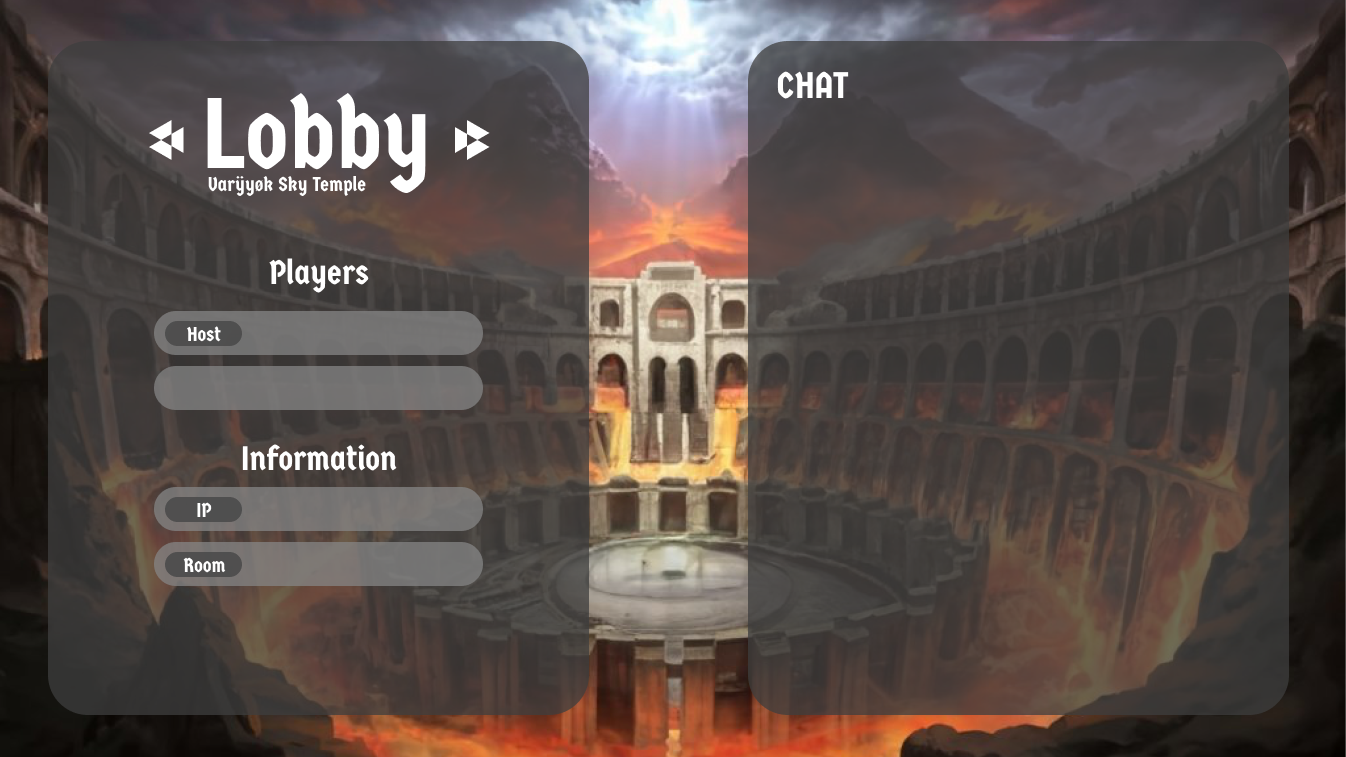 Lobby
Varÿyøk Sky Temple
Players
Host
Information
IP
Room
CHAT